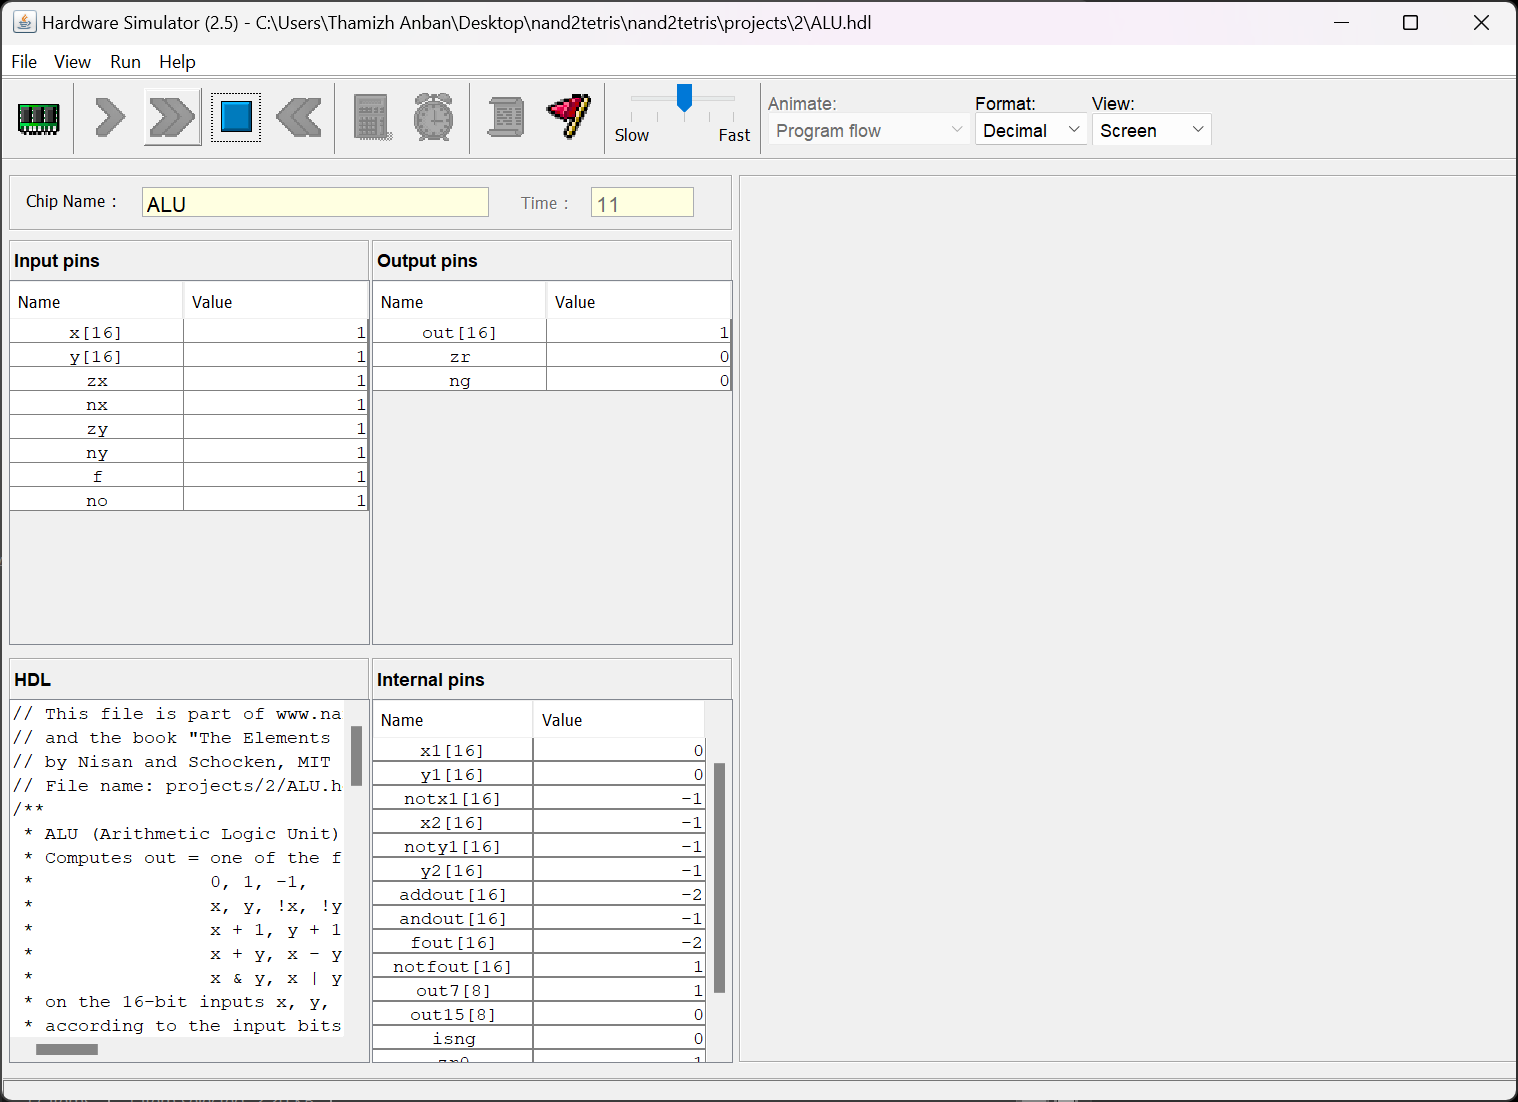 Hardware Simulator (2.5) - C:\Users\Thamizh Anban\Desktop\nand2tetris\nand2tetris\projects\2\ALU.hdl
File View Run Help
Slow Fast
Animate: Format: View:
Program flow Decimal Screen
Chip Name : ALU Time : 11
Input pins
Name Value
x[16] 1
y[16] 1
zx 1
nx 1
zy 1
ny 1
f 1
no 1
Output pins
Name Value
out[16] 1
zr 0
ng 0
HDL
// This file is part of www.na
// and the book "The Elements
// by Nisan and Schocken, MIT
// File name: projects/2/ALU.h
/**
* ALU (Arithmetic Logic Unit)
* Computes out = one of the f
* 0, 1, -1,
* x, y, !x, !y
* x + 1, y + 1
* x + y, x - y
* x & y, x | y
* on the 16-bit inputs x, y,
* according to the input bits
Internal pins
Name Value
x1[16] 0
y1[16] 0
notx1[16] -1
x2[16] -1
noty1[16] -1
y2[16] -1
addout[16] -2
andout[16] -1
fout[16] -2
notfout[16] 1
out7[8] 1
out15[8] 0
isng 0